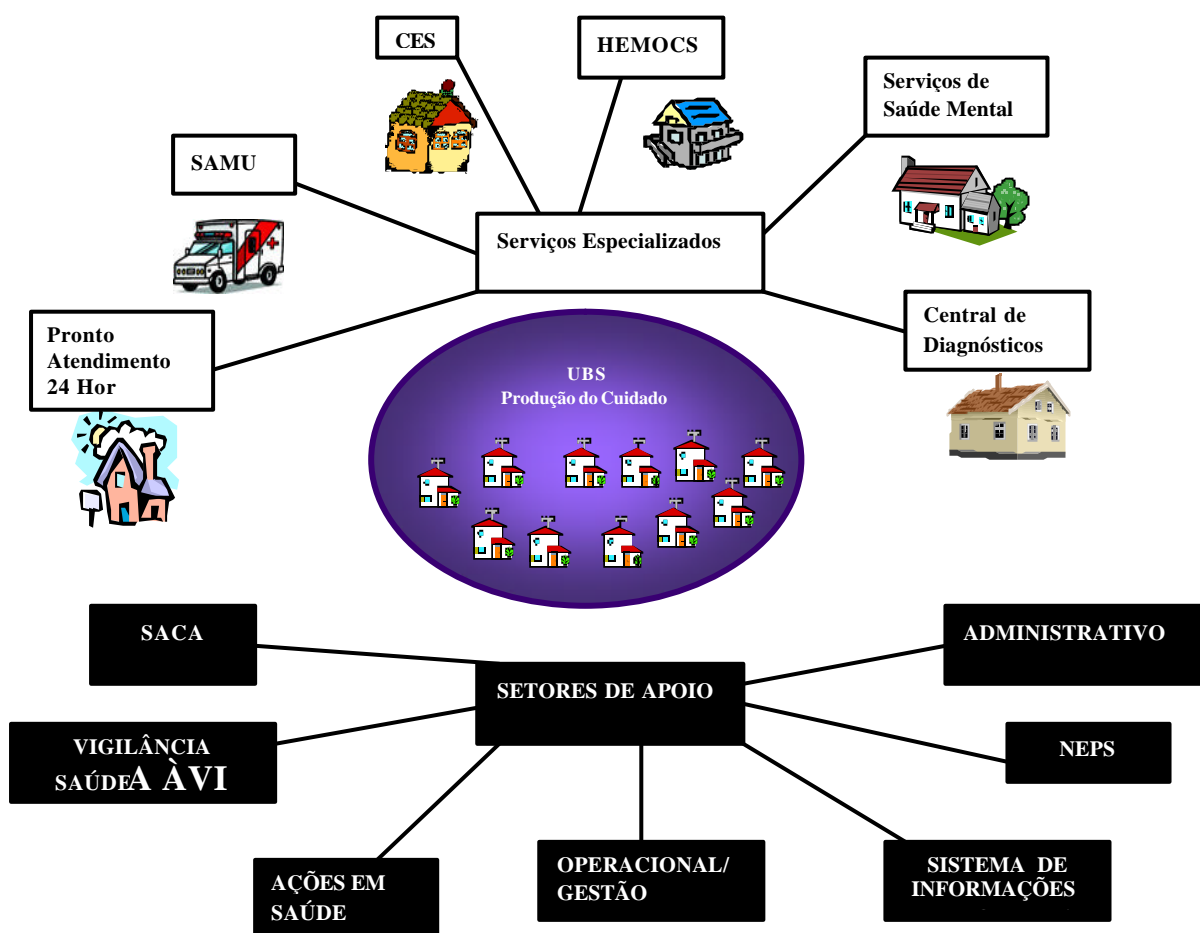 CES
HEMOCS
Serviços de
Saúde Mental
SAMU
Serviços Especializados
Pronto
Atendimento
24 Hor
Central de
Diagnósticos
UBS
Produção do Cuidado
SACA
ADMINISTRATIVO
SETORES DE APOIO
VIGILÂNCIA
SAÚDEA ÀVI
NEPS
AÇÕES EM
SAÚDE
OPERACIONAL/
GESTÃO
SISTEMA DE
INFORMAÇÕES